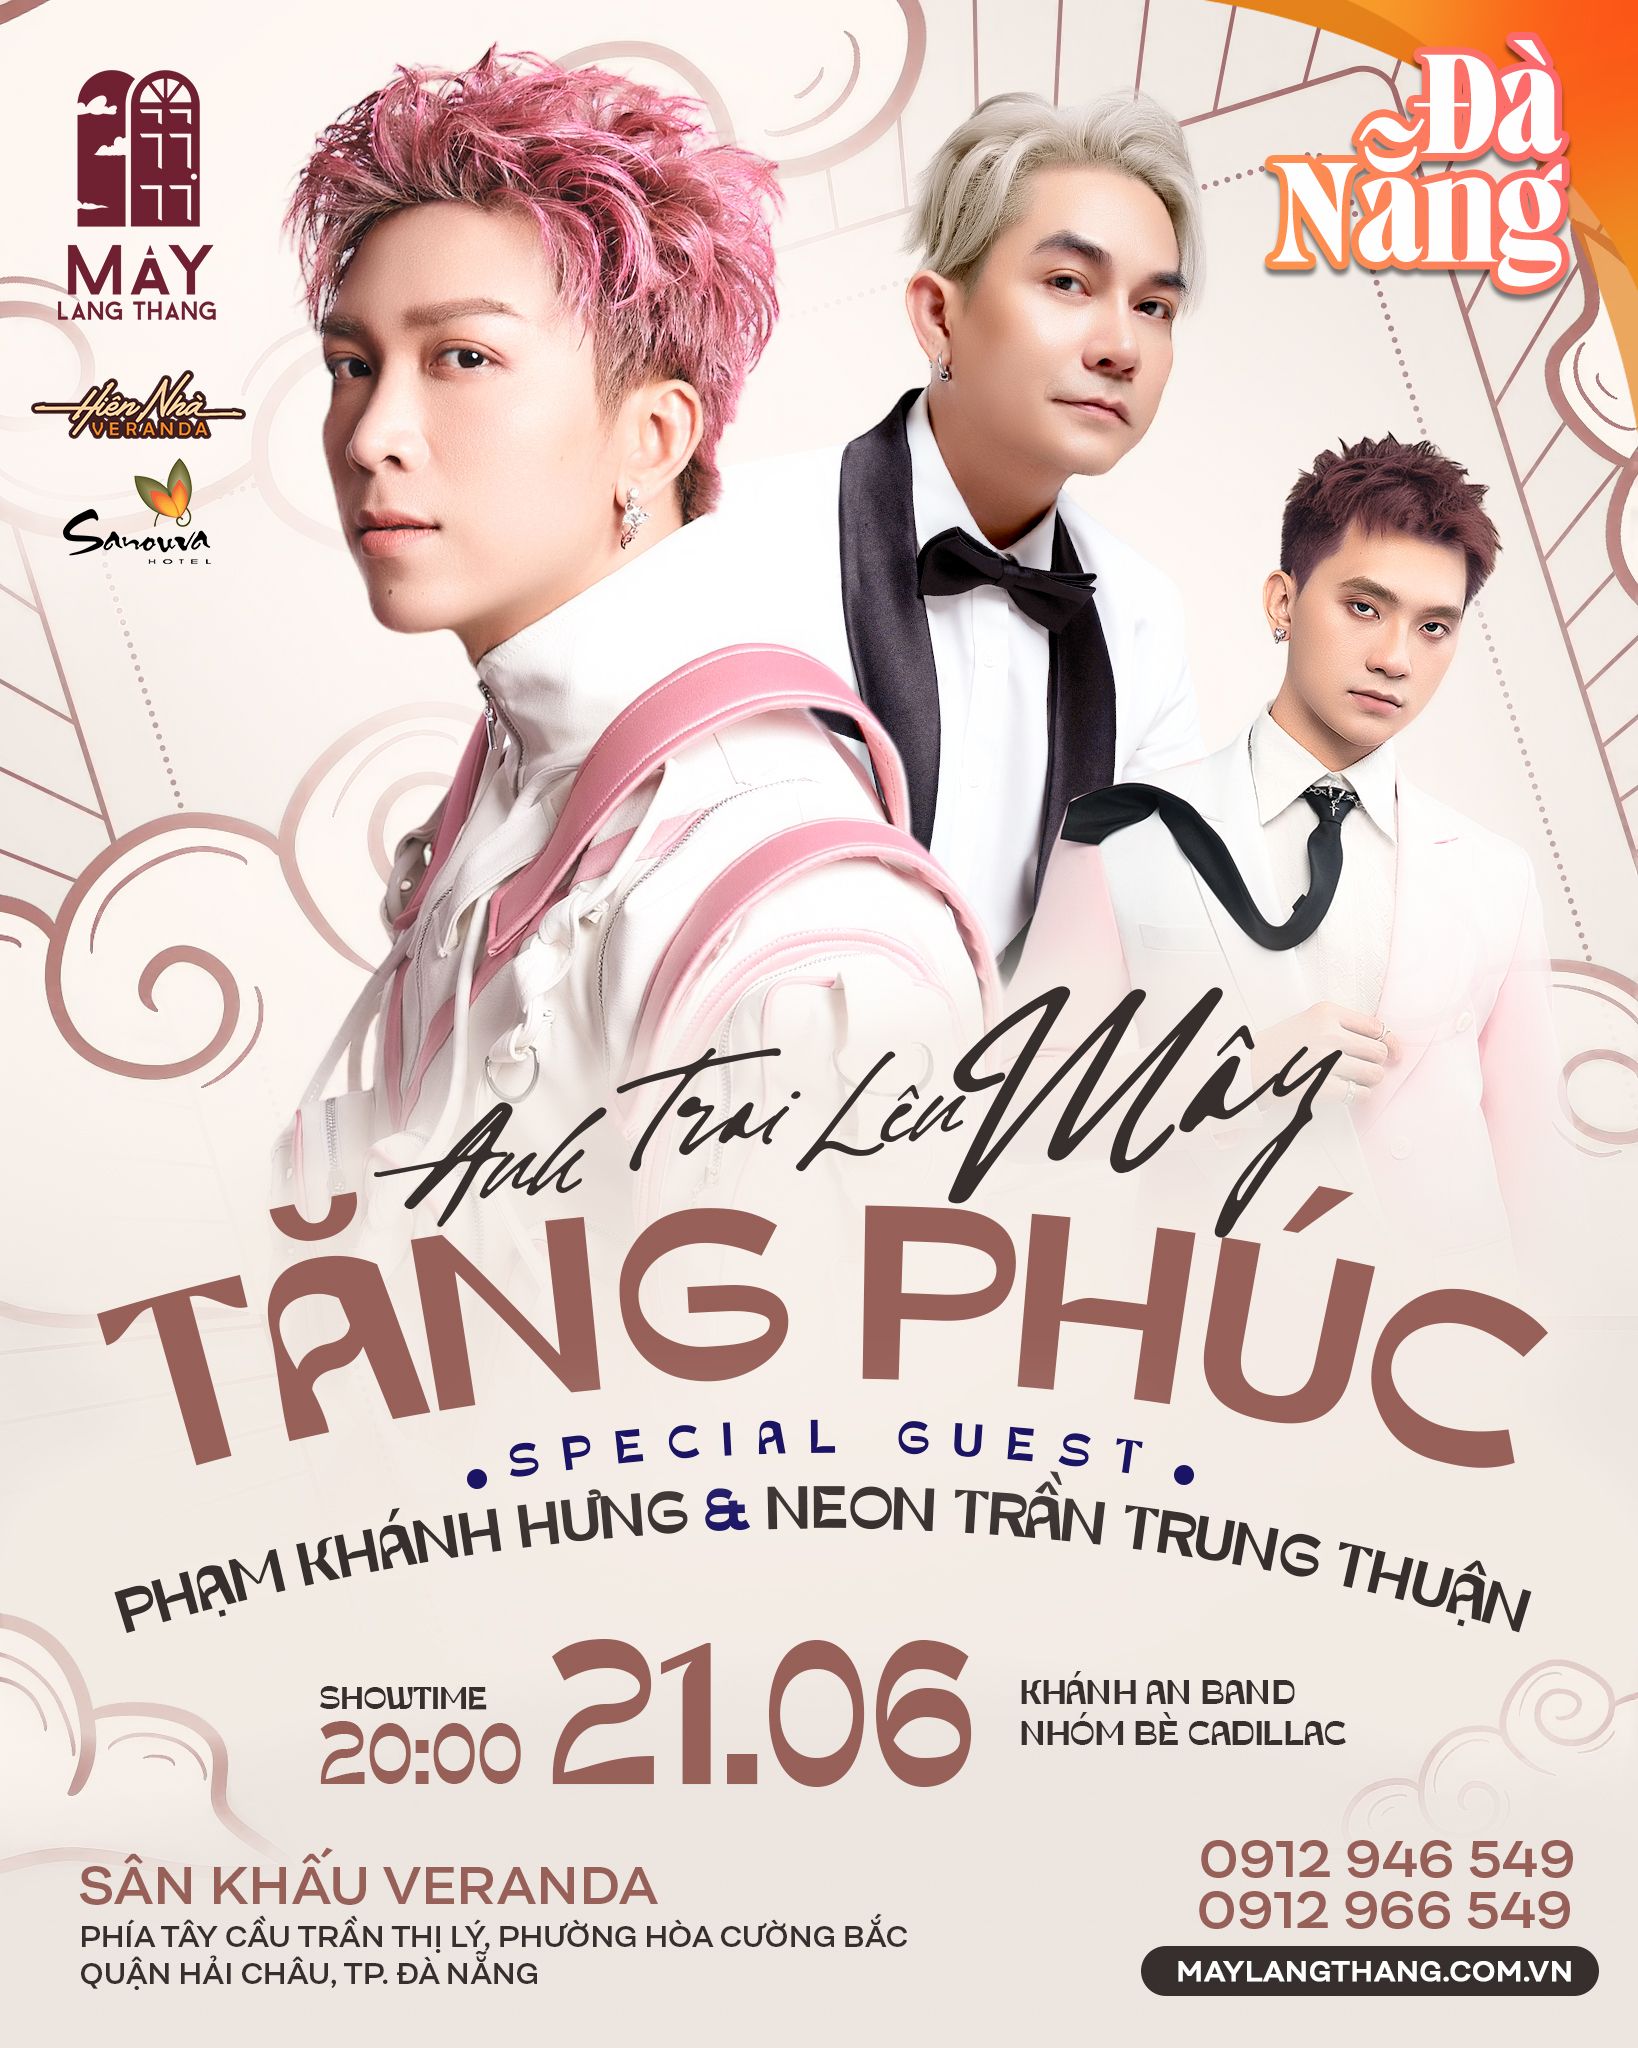 MÂY
LANG THANG
Hiên Nhà
VERANDA
Sanouva
HOTEL
Đà
Nẵng
Anh Trai Lên Mây
TĂNG PHÚC
• SPECIAL GUEST •
PHẠM KHÁNH HƯNG & NEON TRẦN TRUNG THUẬN
SHOWTIME
20:00
21.06
KHÁNH AN BAND
NHÓM BÈ CADILLAC
SÂN KHẤU VERANDA
PHÍA TÂY CẦU TRẦN THỊ LÝ, PHƯỜNG HÒA CƯỜNG BẮC
QUẬN HẢI CHÂU, TP. ĐÀ NẴNG
0912 946 549
0912 966 549
MAYLANGTHANG.COM.VN